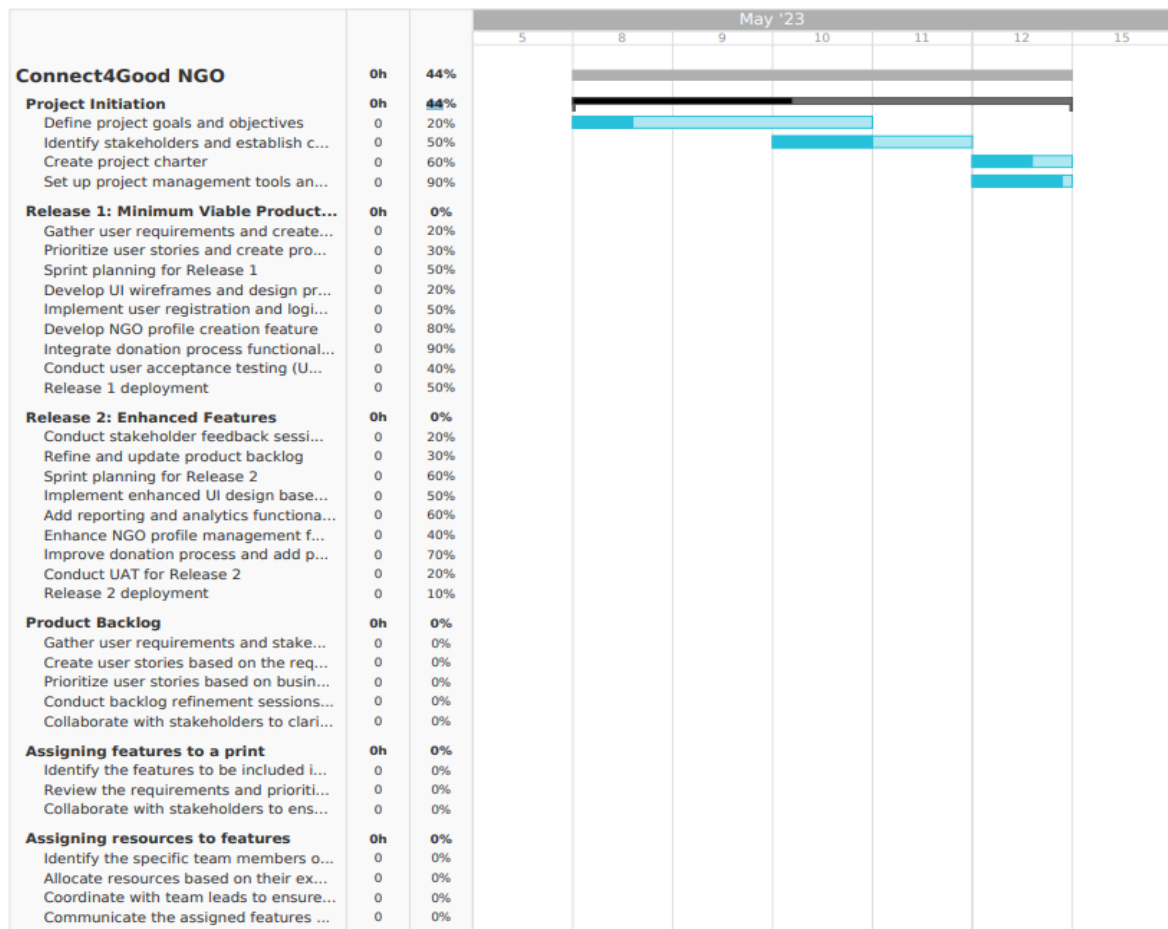 May '23
5 8 9 10 11 12 15
Connect4Good NGO 0h 44%
Project Initiation 0h 44%
Define project goals and objectives 0 20%
Identify stakeholders and establish c... 0 50%
Create project charter 0 60%
Set up project management tools an... 0 90%
Release 1: Minimum Viable Product... 0h 0%
Gather user requirements and create... 0 20%
Prioritize user stories and create pro... 0 30%
Sprint planning for Release 1 0 50%
Develop UI wireframes and design pr... 0 20%
Implement user registration and logi... 0 50%
Develop NGO profile creation feature 0 80%
Integrate donation process functional... 0 90%
Conduct user acceptance testing (U... 0 40%
Release 1 deployment 0 50%
Release 2: Enhanced Features 0h 0%
Conduct stakeholder feedback sessi... 0 20%
Refine and update product backlog 0 30%
Sprint planning for Release 2 0 60%
Implement enhanced UI design base... 0 50%
Add reporting and analytics functiona... 0 60%
Enhance NGO profile management f... 0 40%
Improve donation process and add p... 0 70%
Conduct UAT for Release 2 0 20%
Release 2 deployment 0 10%
Product Backlog 0h 0%
Gather user requirements and stake... 0 0%
Create user stories based on the req... 0 0%
Prioritize user stories based on busin... 0 0%
Conduct backlog refinement sessions... 0 0%
Collaborate with stakeholders to clari... 0 0%
Assigning features to a print 0h 0%
Identify the features to be included i... 0 0%
Review the requirements and prioriti... 0 0%
Collaborate with stakeholders to ens... 0 0%
Assigning resources to features 0h 0%
Identify the specific team members o... 0 0%
Allocate resources based on their ex... 0 0%
Coordinate with team leads to ensure... 0 0%
Communicate the assigned features ... 0 0%